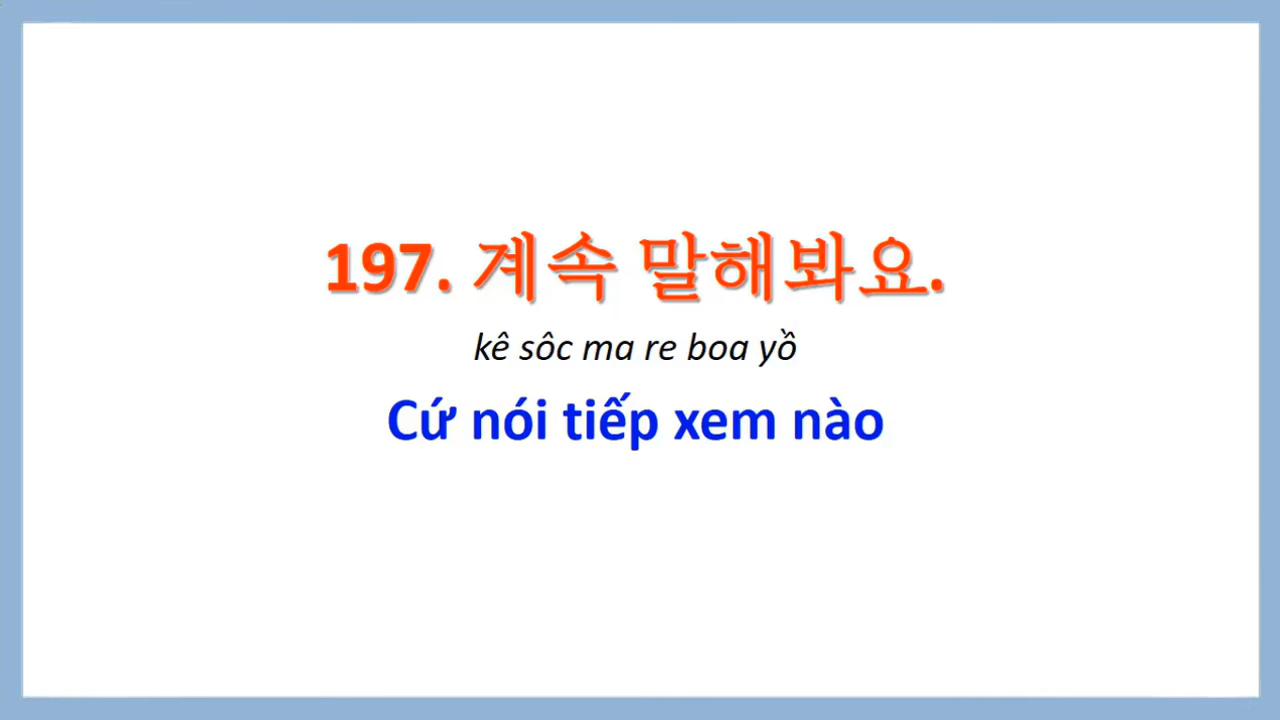 197. 계속 말해봐요.
kê sôc ma re boa yồ
Cứ nói tiếp xem nào